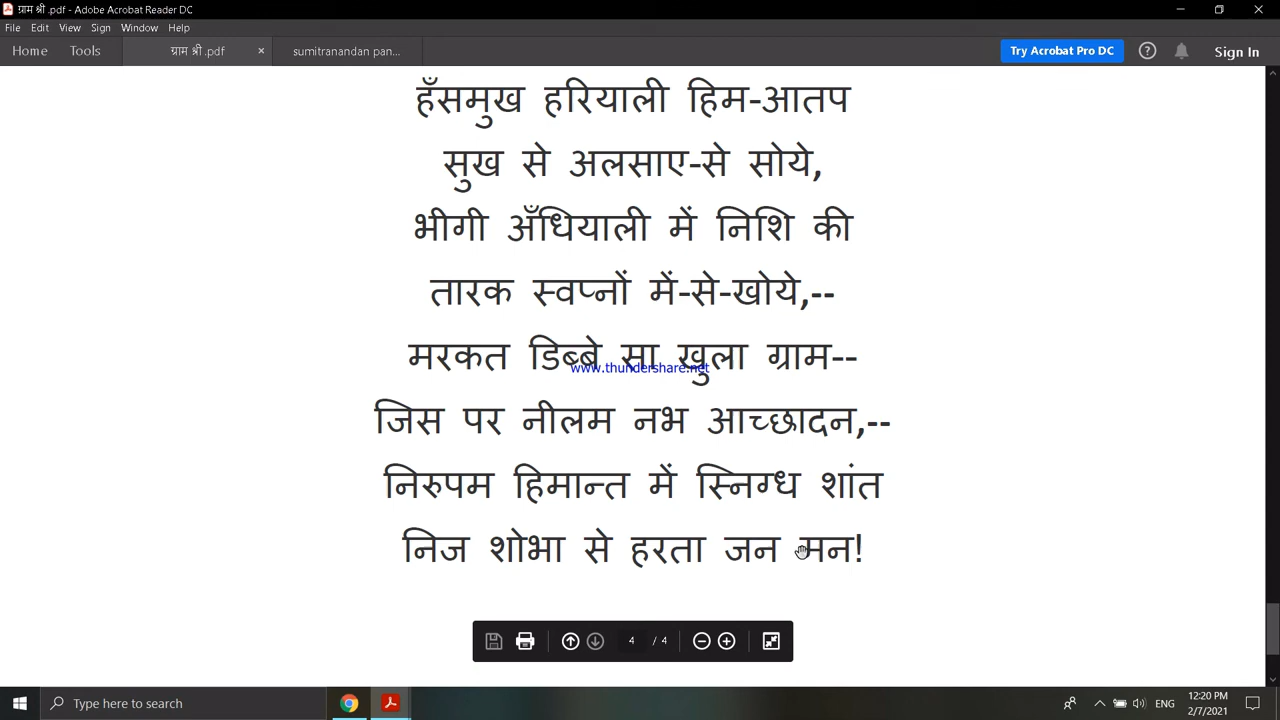 ग्राम श्री .pdf - Adobe Acrobat Reader DC
File Edit View Sign Window Help
Home Tools ग्राम श्री .pdf × sumitranandan pan... Try Acrobat Pro DC Sign In
हँसमुख हरियाली हिम-आतप
सुख से अलसाए-से सोये,
भीगी अँधियाली में निशि की
तारक स्वप्नों में-से-खोये,--
मरकत डिब्बे सा खुला ग्राम--
www.thundershare.net
जिस पर नीलम नभ आच्छादन,--
निरुपम हिमान्त में स्निग्ध शांत
निज शोभा से हरता जन मन!
4 / 4
Type here to search
ENG
12:20 PM
2/7/2021